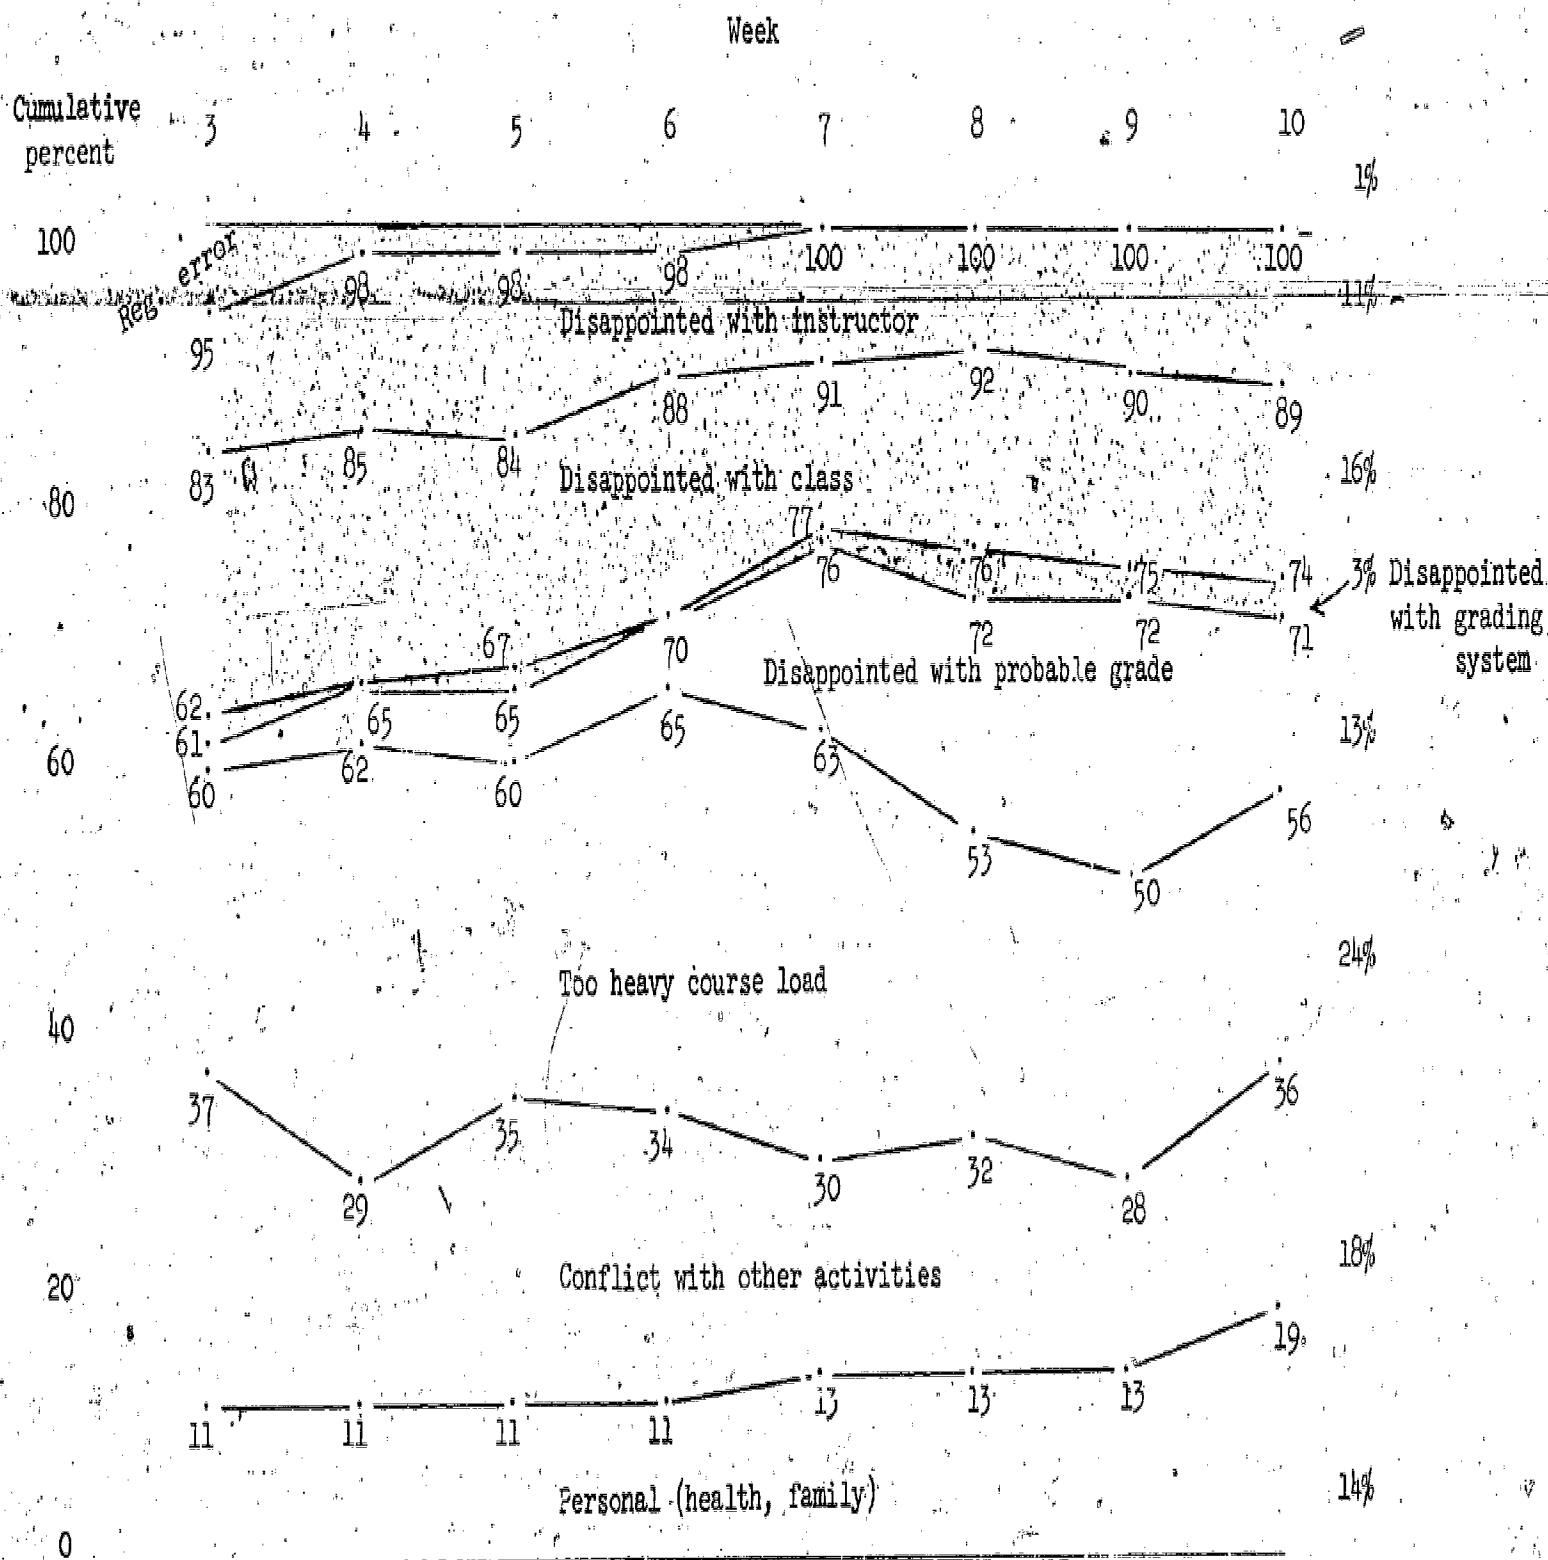 Week
Cumulative
percent
3 4 5 6 7 8 9 10
1%
100
Reg. error
98 98 98 100 100 100 100
11%
Disappointed with instructor
95
88 91 92 90 89
83 85 84
Disappointed with class
16%
80
77
76 76 75 74
3% Disappointed
with grading
system
67
70 72 72 71
Disappointed with probable grade
62
61
65 65 65 63
13%
60
60 62 60
56
53 50
24%
Too heavy course load
40
37 35 34 36
29 30 32 28
18%
20
Conflict with other activities
19
11 11 11 11 13 13 13
Personal (health, family)
14%
0